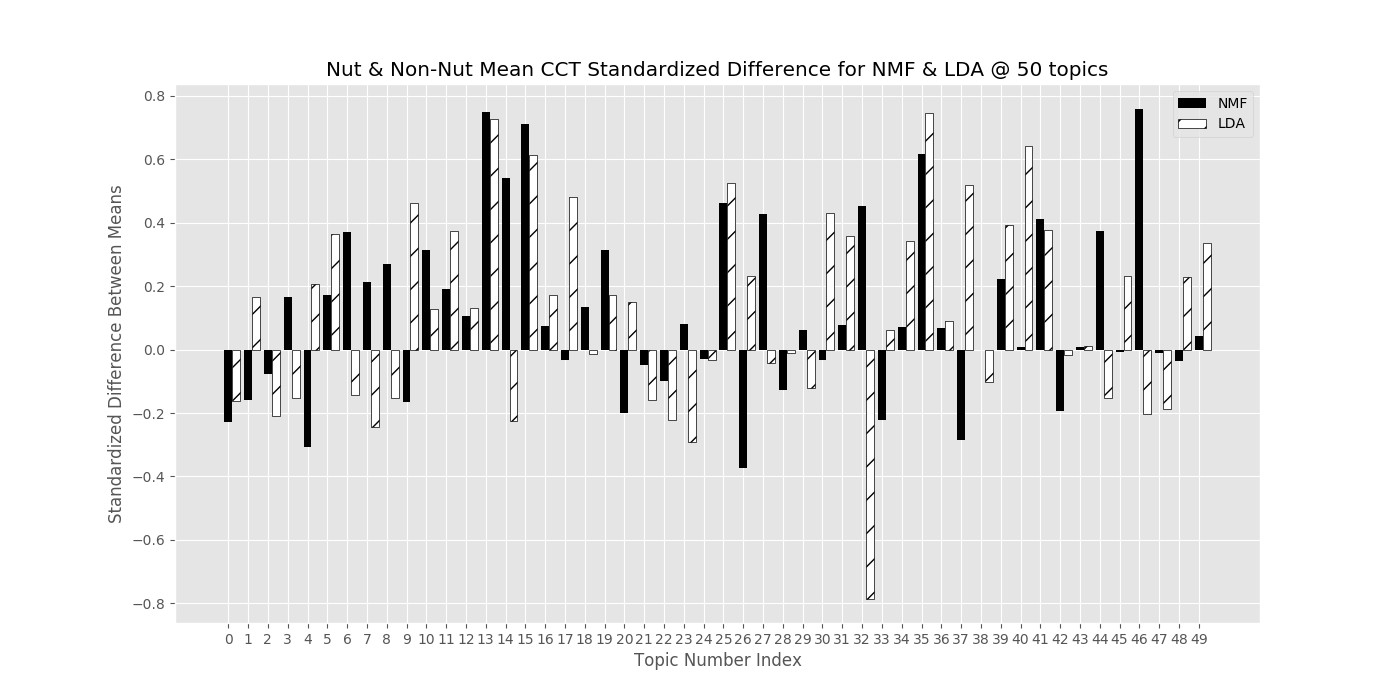 Nut & Non-Nut Mean CCT Standardized Difference for NMF & LDA @ 50 topics
NMF
LDA
Standardized Difference Between Means
0.8
0.6
0.4
0.2
0.0
−0.2
−0.4
−0.6
−0.8
0 1 2 3 4 5 6 7 8 9 10 11 12 13 14 15 16 17 18 19 20 21 22 23 24 25 26 27 28 29 30 31 32 33 34 35 36 37 38 39 40 41 42 43 44 45 46 47 48 49
Topic Number Index